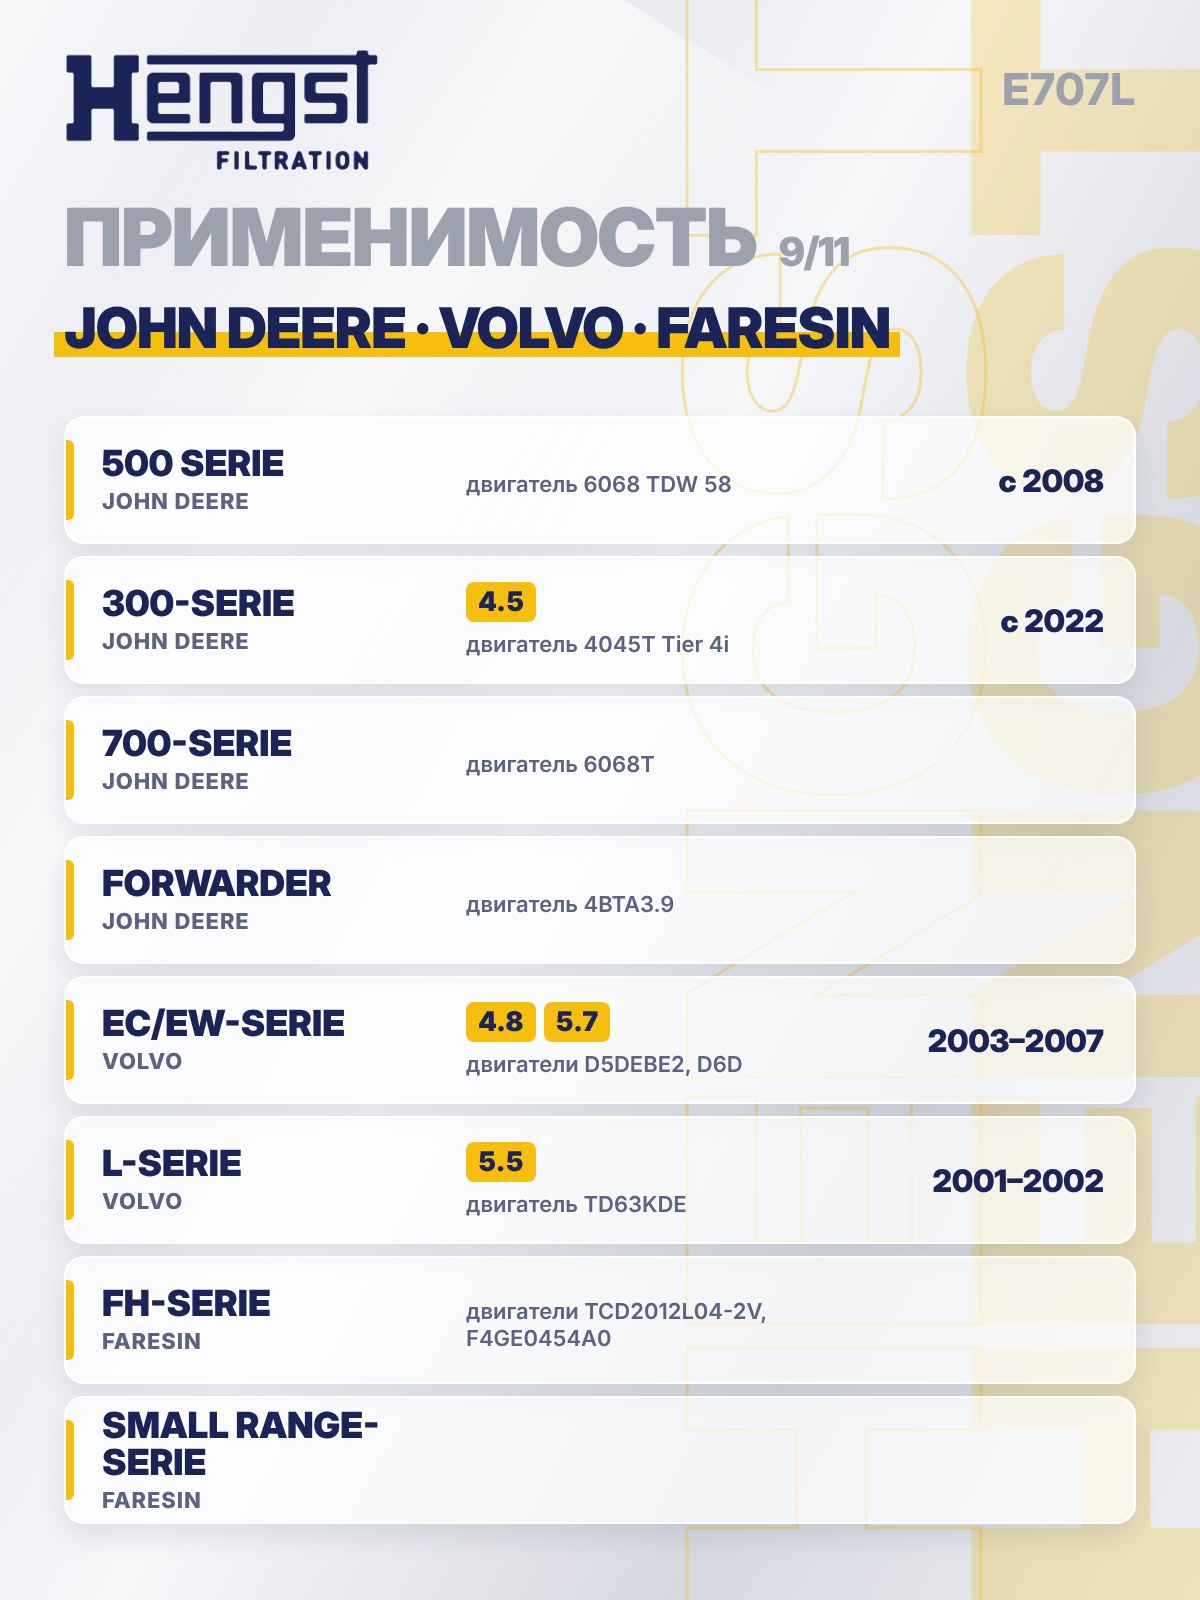 Hengst
FILTRATION
E707L
ПРИМЕНИМОСТЬ 9/11
JOHN DEERE · VOLVO · FARESIN
500 SERIE
JOHN DEERE
двигатель 6068 TDW 58
с 2008
300-SERIE
JOHN DEERE
4.5
двигатель 4045T Tier 4i
с 2022
700-SERIE
JOHN DEERE
двигатель 6068T
FORWARDER
JOHN DEERE
двигатель 4BTA3.9
EC/EW-SERIE
VOLVO
4.8 5.7
двигатели D5DEBE2, D6D
2003–2007
L-SERIE
VOLVO
5.5
двигатель TD63KDE
2001–2002
FH-SERIE
FARESIN
двигатели TCD2012L04-2V,
F4GE0454A0
SMALL RANGE-
SERIE
FARESIN
HENGST
HENGST